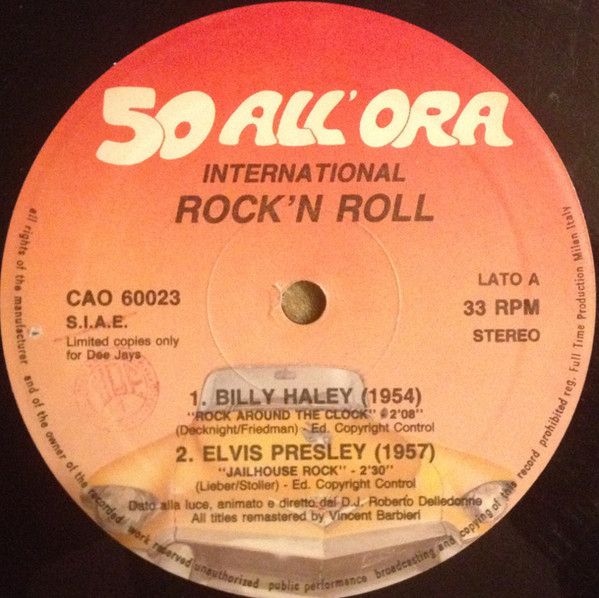 50 ALL' ORA
INTERNATIONAL
ROCK'N ROLL
CAO 60023
S.I.A.E.
Limited copies only
for Dee Jays
LATO A
33 RPM
STEREO
1. BILLY HALEY (1954)
"ROCK AROUND THE CLOCK" - 2'08"
(Decknight/Friedman) - Ed. Copyright Control
2. ELVIS PRESLEY (1957)
"JAILHOUSE ROCK" - 2'30"
(Lieber/Stoller) - Ed. Copyright Control
Dato alla luce, animato e diretto dal D.J. Roberto Delledonne
All titles remastered by Vincent Barbieri
all rights of the manufacturer and of the owner of the recorded work reserved unauthorized public performance broadcasting and copying of this record prohibited reg. Full Time Production Milan Italy